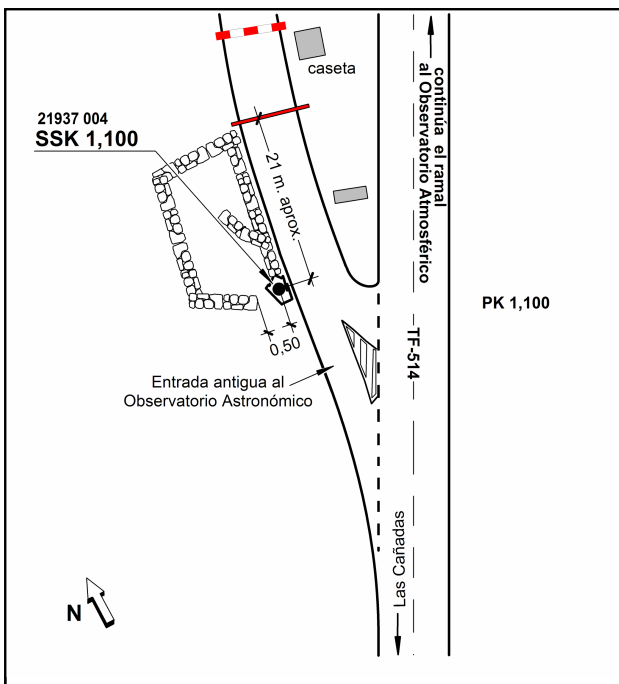 continúa el ramal
al Observatorio Atmosférico
caseta
21937 004
SSK 1,100
21 m. aprox.
PK 1,100
0,50
TF-514
Entrada antigua al
Observatorio Astronómico
Las Cañadas
N